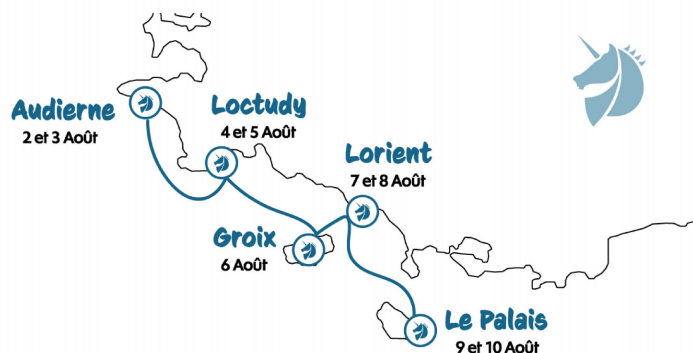 Audierne
2 et 3 Août
Loctudy
4 et 5 Août
Lorient
7 et 8 Août
Groix
6 Août
Le Palais
9 et 10 Août